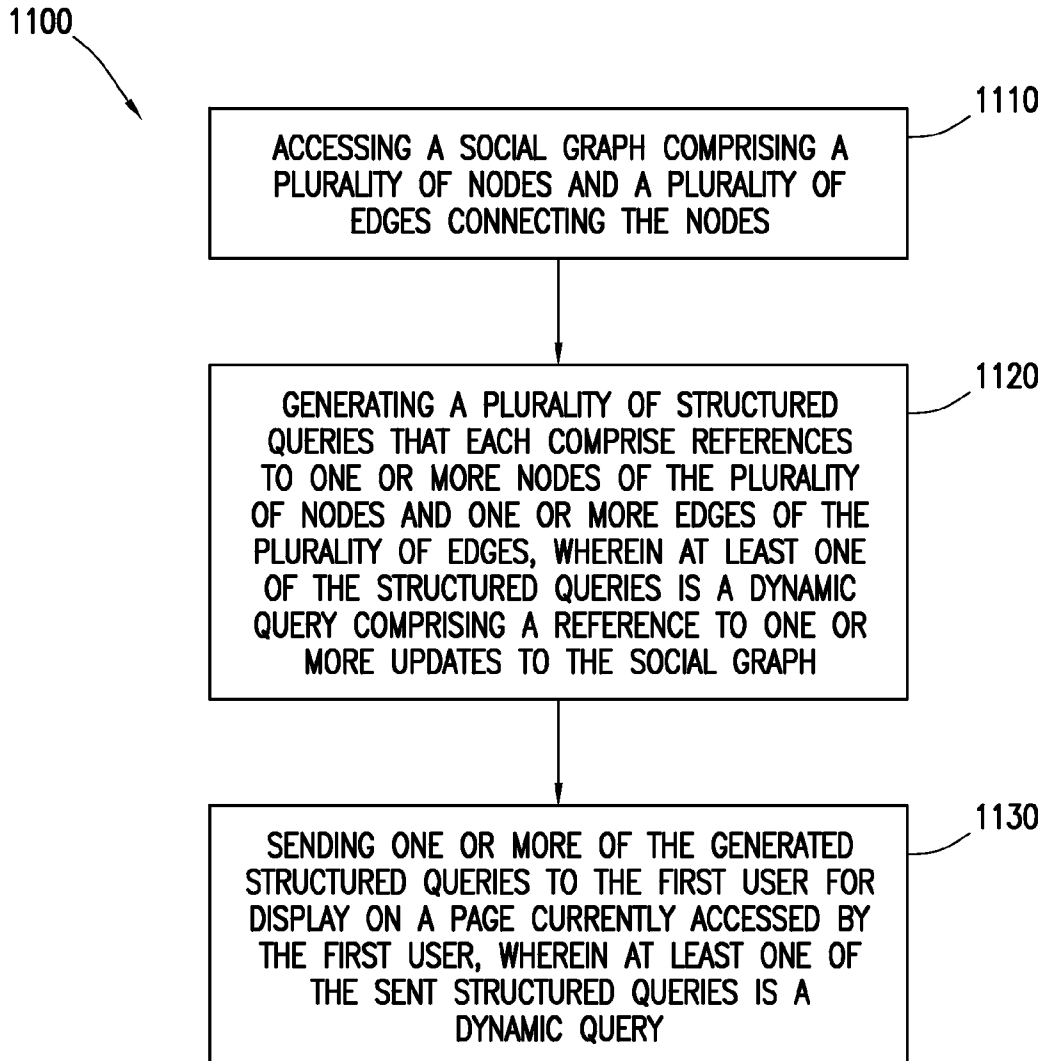 1100
1110
ACCESSING A SOCIAL GRAPH COMPRISING A
PLURALITY OF NODES AND A PLURALITY OF
EDGES CONNECTING THE NODES
1120
GENERATING A PLURALITY OF STRUCTURED
QUERIES THAT EACH COMPRISE REFERENCES
TO ONE OR MORE NODES OF THE PLURALITY
OF NODES AND ONE OR MORE EDGES OF THE
PLURALITY OF EDGES, WHEREIN AT LEAST ONE
OF THE STRUCTURED QUERIES IS A DYNAMIC
QUERY COMPRISING A REFERENCE TO ONE OR
MORE UPDATES TO THE SOCIAL GRAPH
1130
SENDING ONE OR MORE OF THE GENERATED
STRUCTURED QUERIES TO THE FIRST USER FOR
DISPLAY ON A PAGE CURRENTLY ACCESSED BY
THE FIRST USER, WHEREIN AT LEAST ONE OF
THE SENT STRUCTURED QUERIES IS A
DYNAMIC QUERY